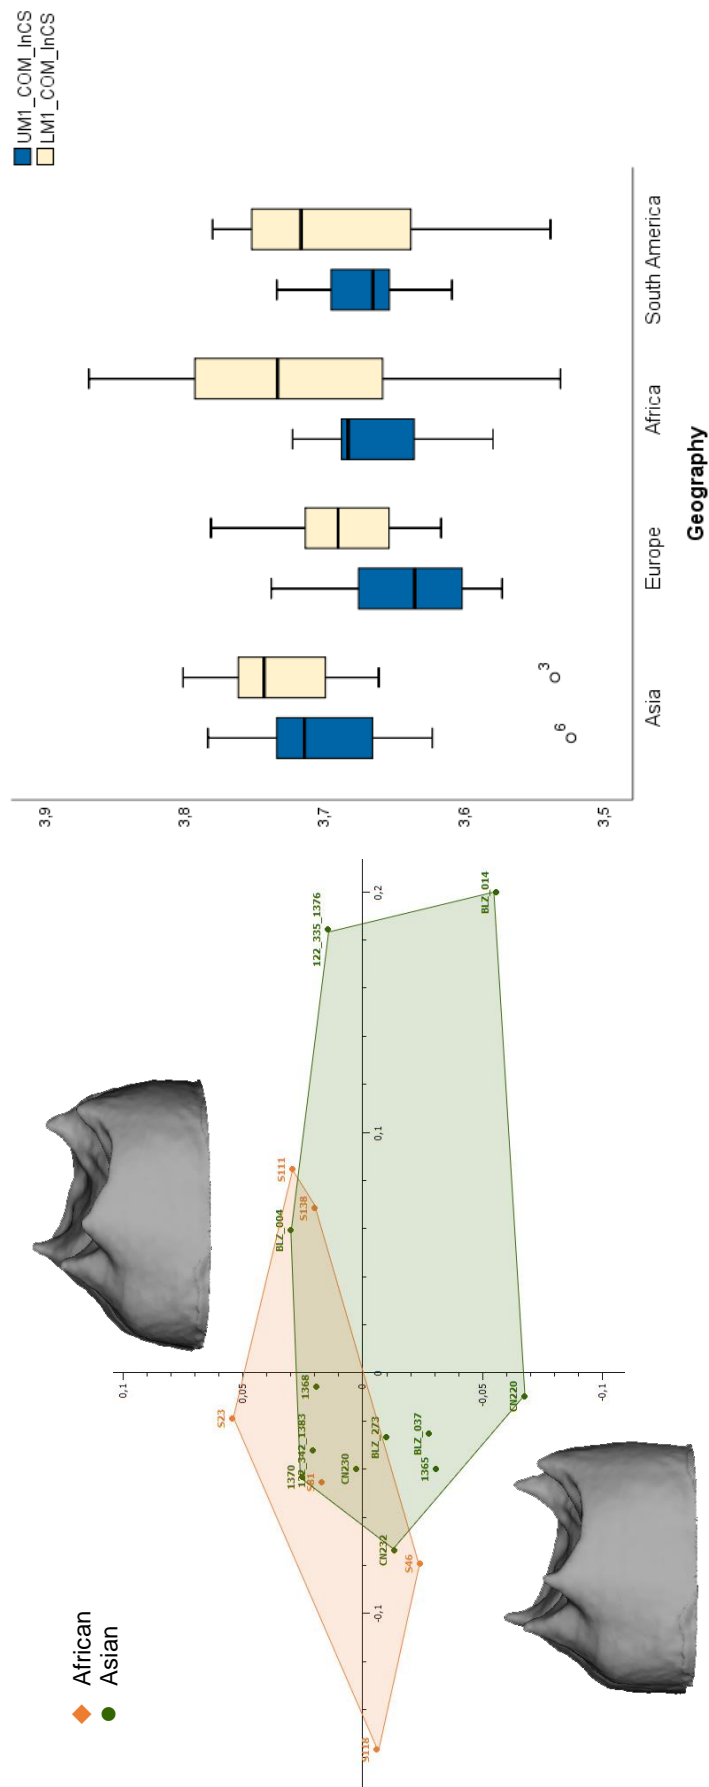 UM1_COM_lnCS
LM1_COM_lnCS
3,9
3,8
3,7
3,6
3,5
6
3
Asia
Europe
Africa
South America
Geography
African
Asian
0,1
0,05
0
-0,05
-0,1
-0,1
0,1
0,2
S118
S46
S23
S81
S138
S111
1370
122_342_1383
1368
CN230
CN232
BLZ_273
1365
BLZ_037
CN220
BLZ_004
122_335_1376
BLZ_014